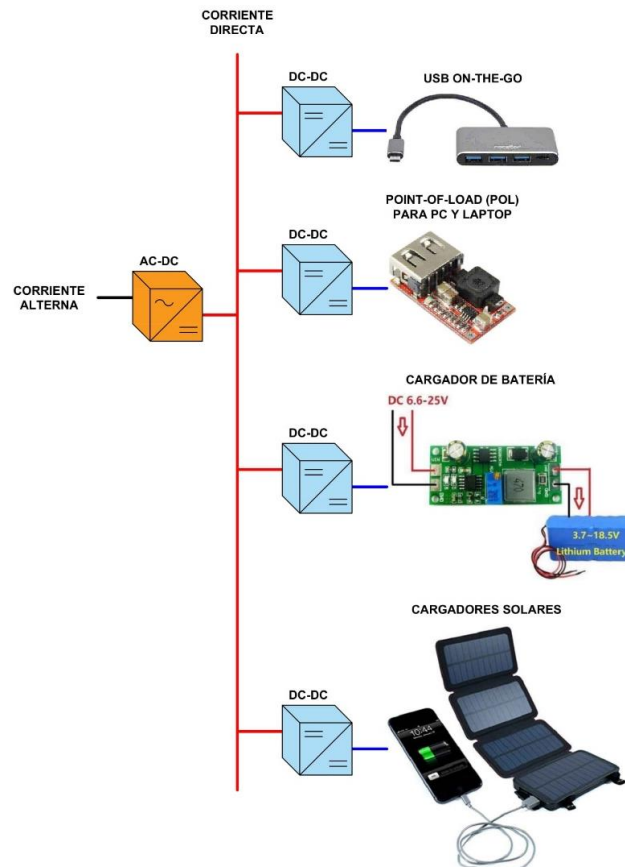 CORRIENTE
DIRECTA
DC-DC
USB ON-THE-GO
DC-DC
POINT-OF-LOAD (POL)
PARA PC Y LAPTOP
AC-DC
CORRIENTE
ALTERNA
DC-DC
CARGADOR DE BATERÍA
DC 6.6-25V
3.7~18.5V
Lithium Battery
DC-DC
CARGADORES SOLARES
10:44